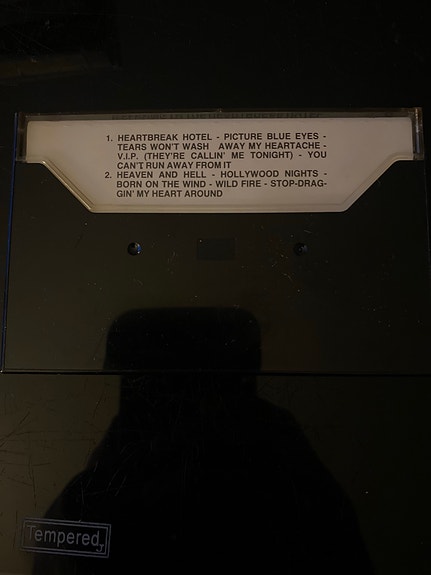 1. HEARTBREAK HOTEL - PICTURE BLUE EYES -
TEARS WON'T WASH AWAY MY HEARTACHE -
V.I.P. (THEY'RE CALLIN' ME TONIGHT) - YOU
CAN'T RUN AWAY FROM IT
2. HEAVEN AND HELL - HOLLYWOOD NIGHTS -
BORN ON THE WIND - WILD FIRE - STOP-DRAG-
GIN' MY HEART AROUND
Tempered